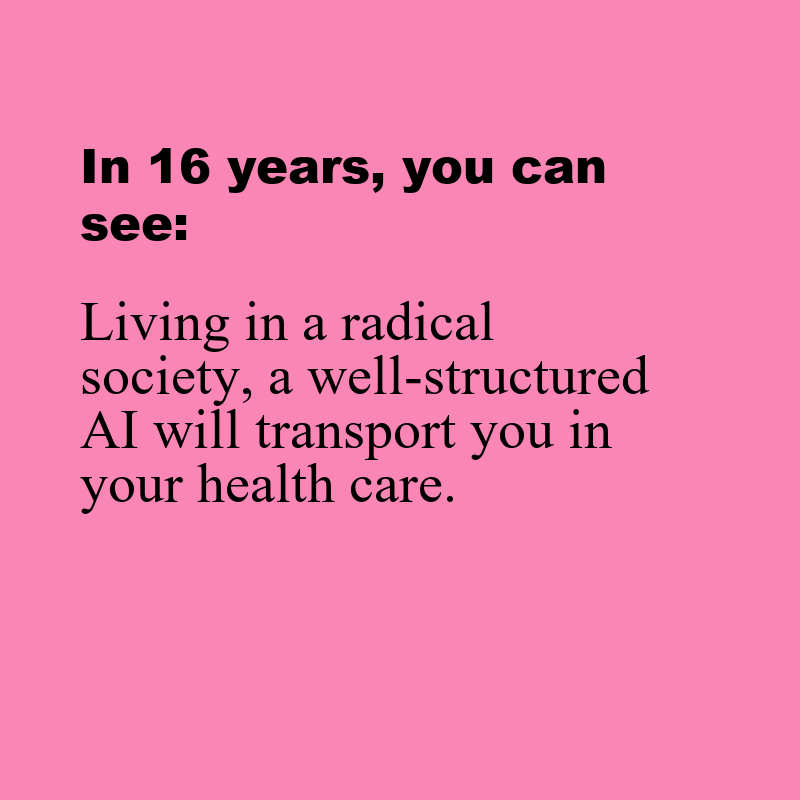 In 16 years, you can
see:
Living in a radical
society, a well-structured
AI will transport you in
your health care.